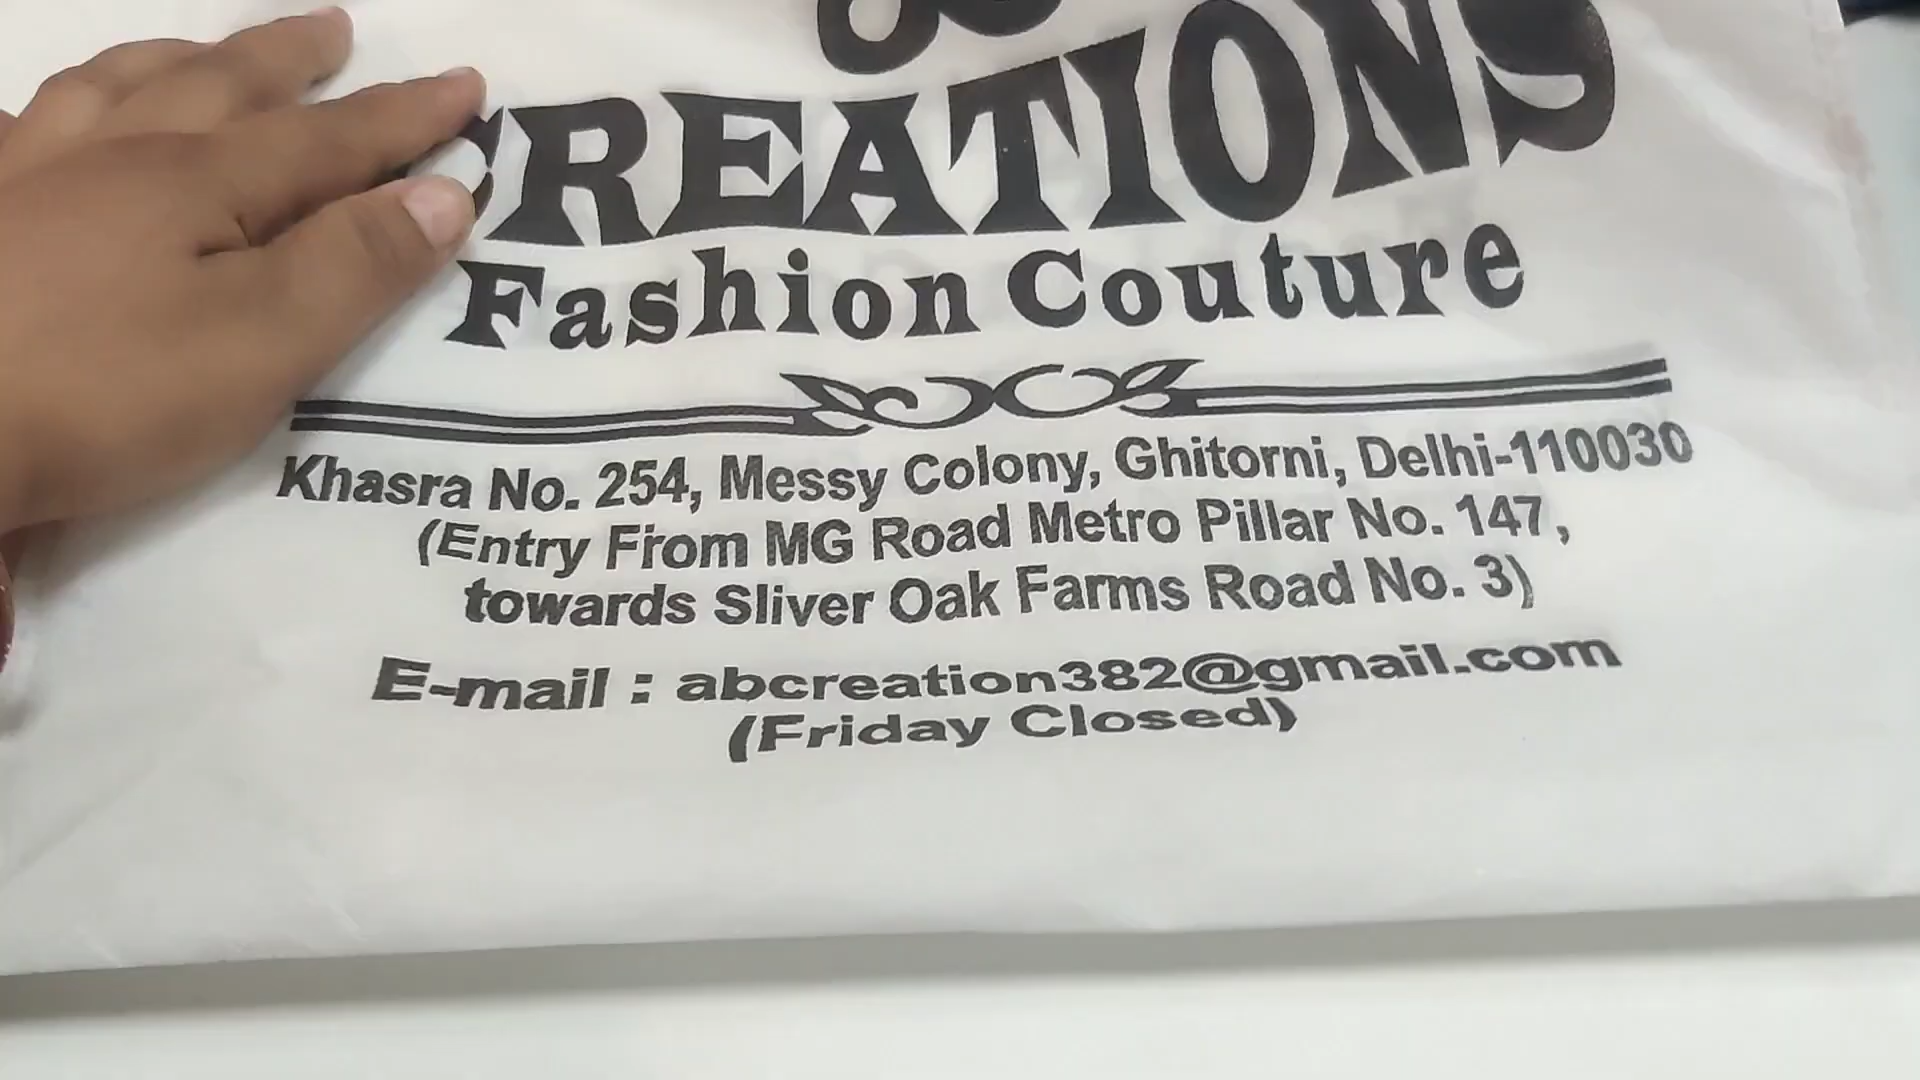 CREATIONS
Fashion Couture
Khasra No. 254, Messy Colony, Ghitorni, Delhi-110030
(Entry From MG Road Metro Pillar No. 147,
towards Sliver Oak Farms Road No. 3)
E-mail : abcreation382@gmail.com
(Friday Closed)